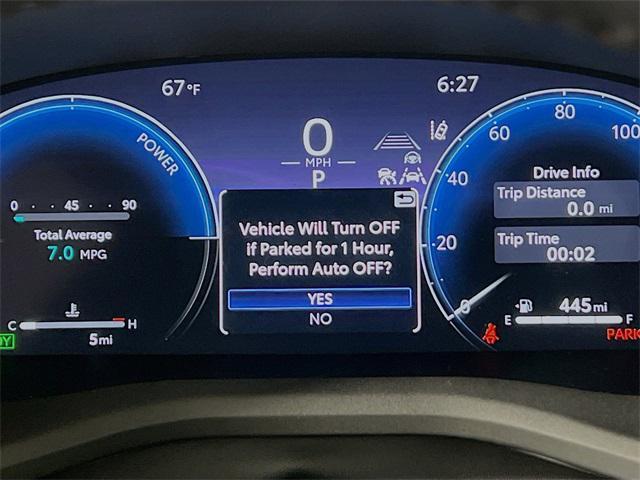 67°F
6:27
0
MPH
P
POWER
0 45 90
Total Average
7.0 MPG
C H
5mi
Vehicle Will Turn OFF
if Parked for 1 Hour,
Perform Auto OFF?
YES
NO
0
20
40
60
80
100
Drive Info
Trip Distance
0.0 mi
Trip Time
00:02
445mi
E F